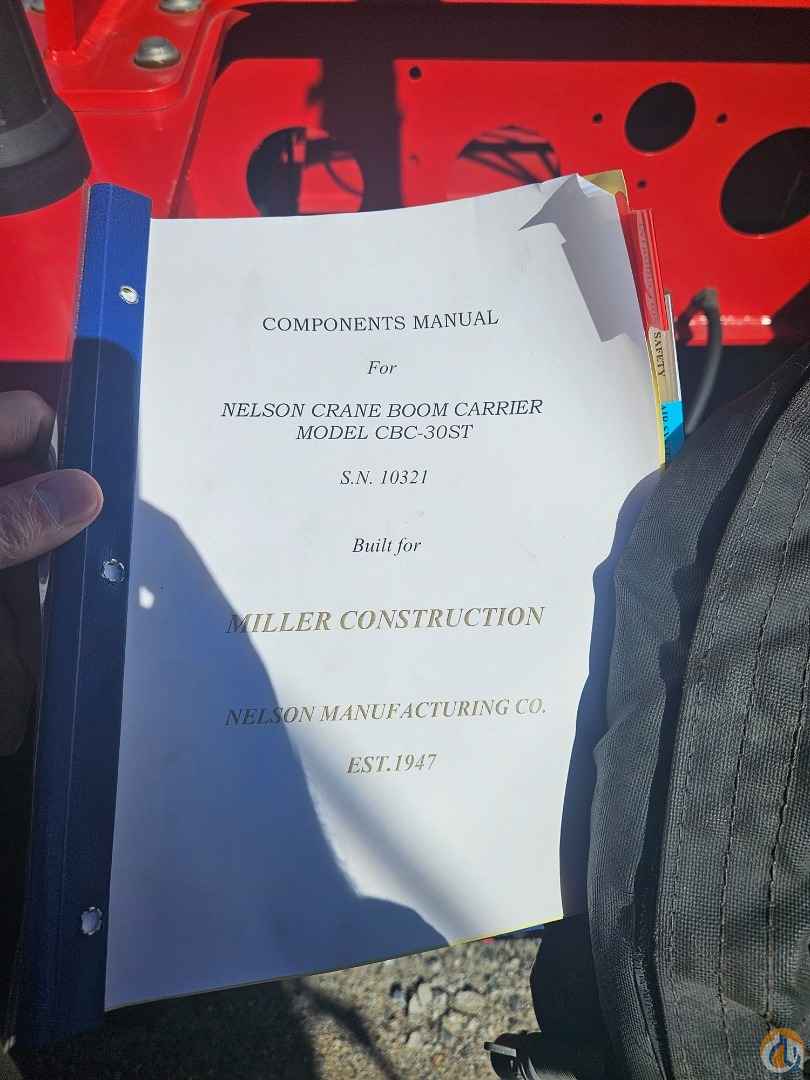 COMPONENTS MANUAL
For
NELSON CRANE BOOM CARRIER
MODEL CBC-30ST
S.N. 10321
Built for
MILLER CONSTRUCTION
NELSON MANUFACTURING CO.
EST.1947
SAFETY